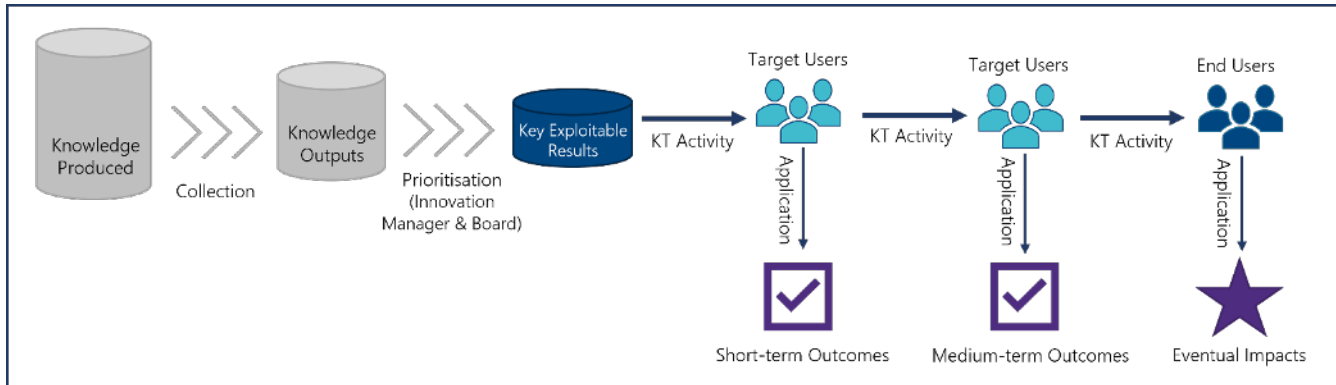 Knowledge
Produced
Collection
Knowledge
Outputs
Prioritisation
(Innovation
Manager & Board)
Key Exploitable
Results
KT Activity
Target Users
Application
Short-term Outcomes
KT Activity
Target Users
Application
Medium-term Outcomes
KT Activity
End Users
Application
Eventual Impacts